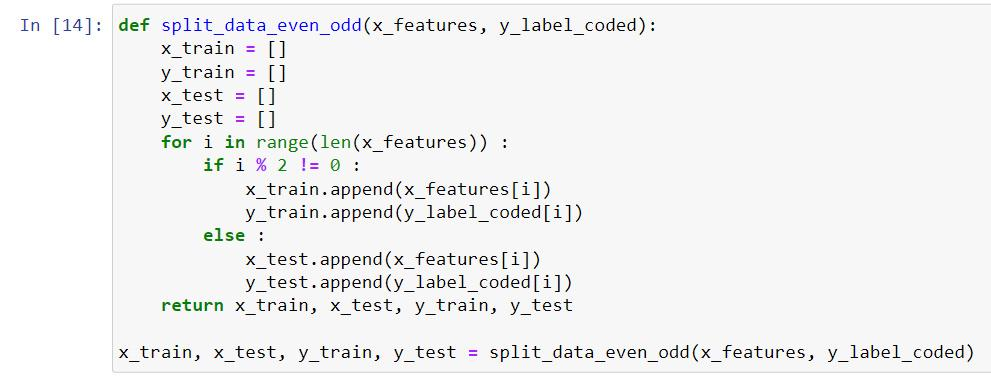 In [14]: def split_data_even_odd(x_features, y_label_coded):
    x_train = []
    y_train = []
    x_test = []
    y_test = []
    for i in range(len(x_features)) :
        if i % 2 != 0 :
            x_train.append(x_features[i])
            y_train.append(y_label_coded[i])
        else :
            x_test.append(x_features[i])
            y_test.append(y_label_coded[i])
    return x_train, x_test, y_train, y_test

x_train, x_test, y_train, y_test = split_data_even_odd(x_features, y_label_coded)